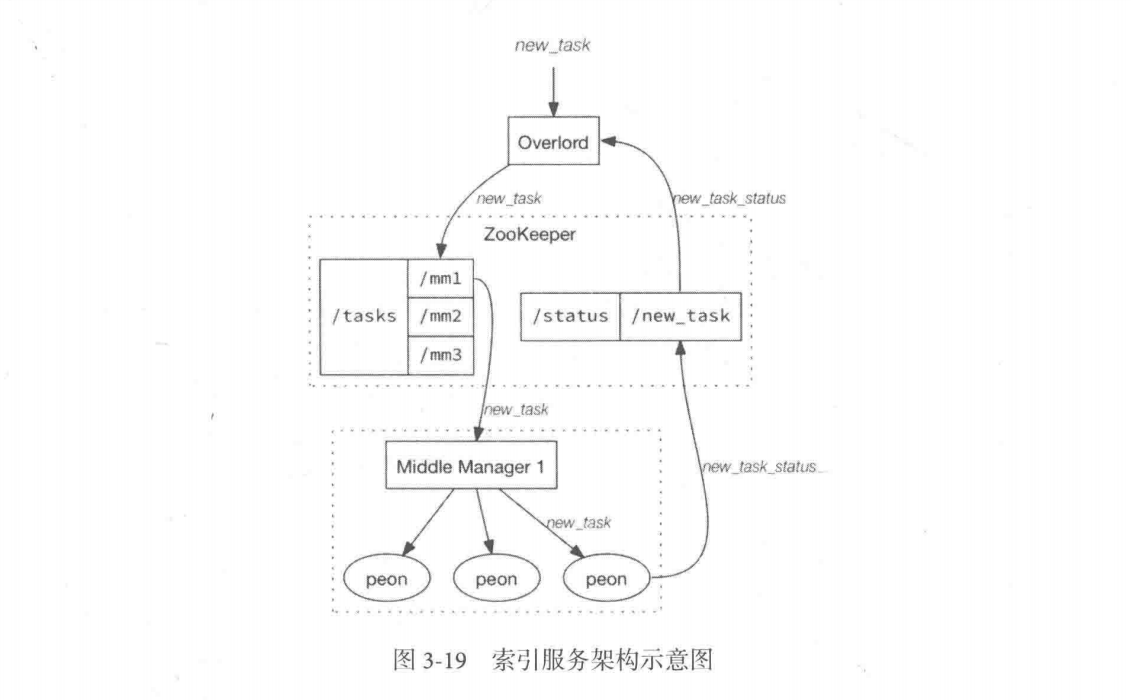 new_task
Overlord
new_task
new_task_status
ZooKeeper
/tasks
/mm1
/mm2
/mm3
/status
/new_task
new_task
Middle Manager 1
new_task_status
new_task
peon
peon
peon
图 3-19 索引服务架构示意图